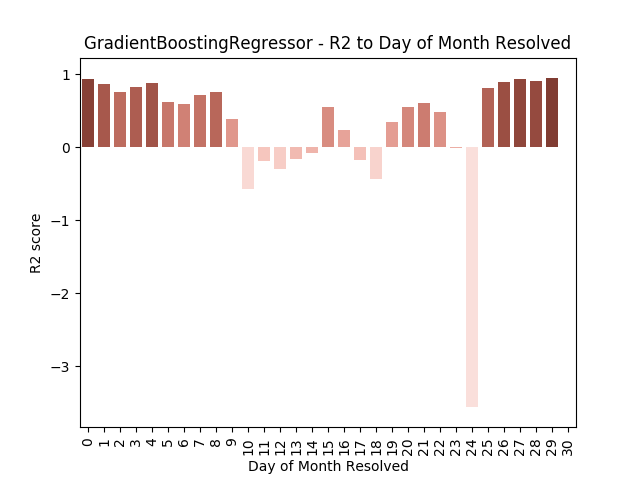 GradientBoostingRegressor - R2 to Day of Month Resolved
1
0
−1
−2
−3
R2 score
0 1 2 3 4 5 6 7 8 9 10 11 12 13 14 15 16 17 18 19 20 21 22 23 24 25 26 27 28 29 30
Day of Month Resolved